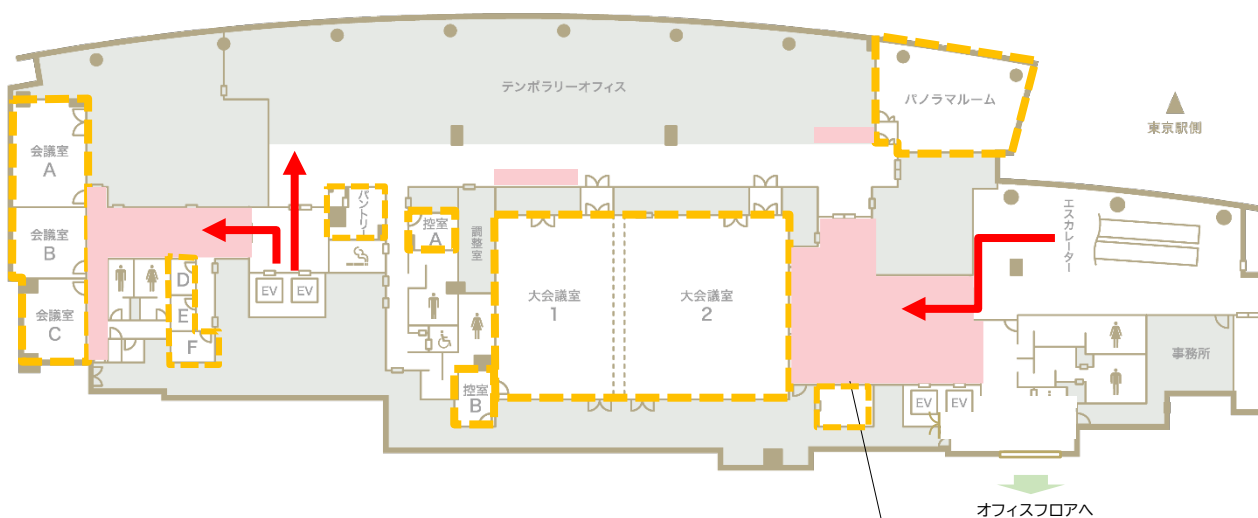 テンポラリーオフィス
パノラマルーム
東京駅側
会議室
A
会議室
B
会議室
C
D
E
F
EV
EV
パントリー
控室
A
調整室
控室
B
大会議室
1
大会議室
2
エスカレーター
事務所
EV
EV
オフィスフロアへ